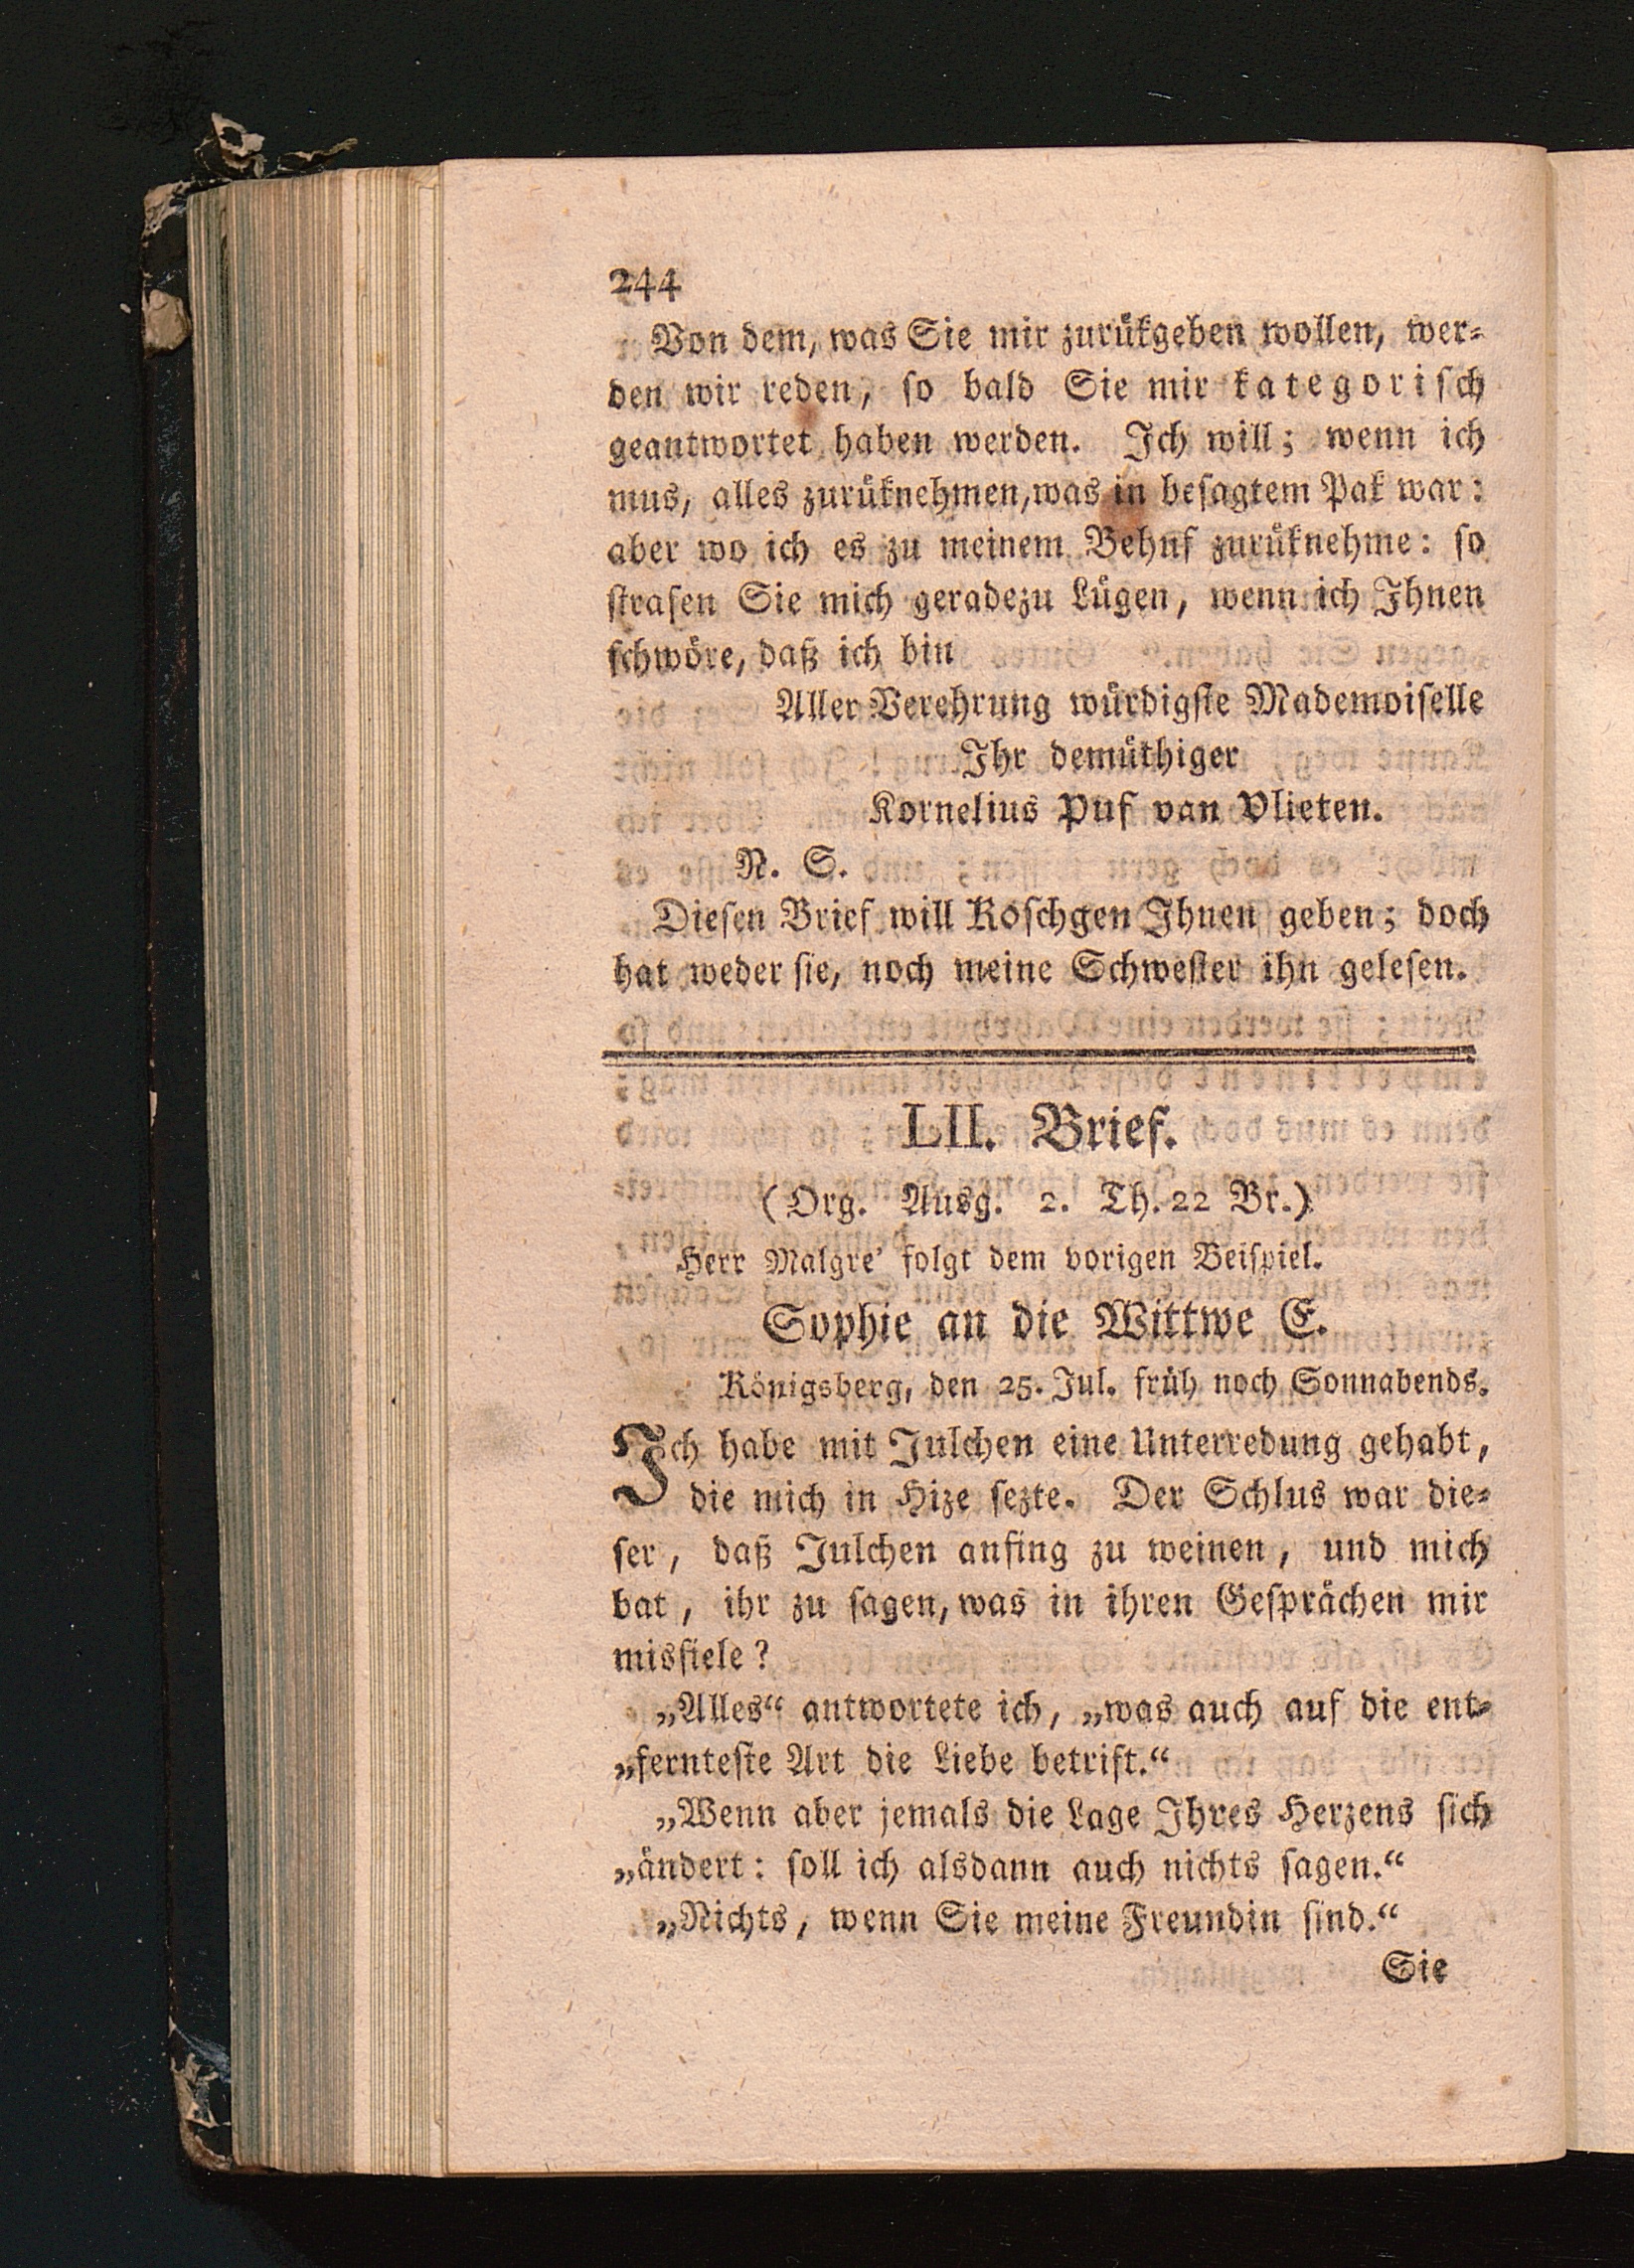 244
Von dem, was Sie mir zurükgeben wollen, wer-
den wir reden, so bald Sie mir kategorisch
geantwortet haben werden. Ich will; wenn ich
mus, alles zurüknehmen, was in besagtem Pak war:
aber wo ich es zu meinem Behuf zurüknehme: so
strafen Sie mich geradezu Lügen, wenn ich Ihnen
schwöre, daß ich bin
Aller Verehrung würdigste Mademoiselle
Ihr demüthiger
Kornelius Puf van Vlieten.
N. S.
Diesen Brief will Koschgen Ihnen geben; doch
hat weder sie, noch meine Schwester ihn gelesen.
LII. Brief.
(Org. Ausg. 2. Th. 22 Br.)
Herr Malgre' folgt dem vorigen Beispiel.
Sophie an die Wittwe E.
Königsberg, den 25. Jul. früh noch Sonnabends.
Ich habe mit Julchen eine Unterredung gehabt,
die mich in Hize sezte. Der Schlus war die-
ser, daß Julchen anfing zu weinen, und mich
bat, ihr zu sagen, was in ihren Gesprächen mir
misfiele?
„Alles“ antwortete ich, „was auch auf die ent-
„fernteste Art die Liebe betrift.“
„Wenn aber jemals die Lage Ihres Herzens sich
„ändert: soll ich alsdann auch nichts sagen.“
„Nichts, wenn Sie meine Freundin sind.“
Sie